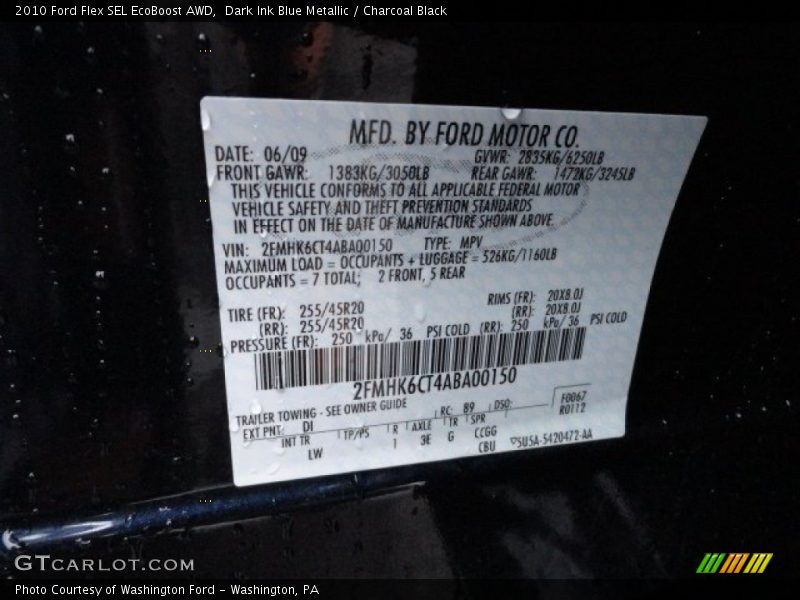 2010 Ford Flex SEL EcoBoost AWD,  Dark Ink Blue Metallic / Charcoal Black
MFD. BY FORD MOTOR CO.
DATE: 06/09 GVWR: 2835KG/6250LB
FRONT GAWR: 1383KG/3050LB REAR GAWR: 1472KG/3245LB
THIS VEHICLE CONFORMS TO ALL APPLICABLE FEDERAL MOTOR
VEHICLE SAFETY AND THEFT PREVENTION STANDARDS
IN EFFECT ON THE DATE OF MANUFACTURE SHOWN ABOVE.
VIN: 2FMHK6CT4ABA00150 TYPE: MPV
MAXIMUM LOAD = OCCUPANTS + LUGGAGE = 526KG/1160LB
OCCUPANTS = 7 TOTAL; 2 FRONT, 5 REAR
TIRE (FR): 255/45R20 RIMS (FR): 20X8.0J
(RR): 255/45R20 (RR): 20X8.0J
PRESSURE (FR): 250 kPa/ 36 PSI COLD (RR): 250 kPa/ 36 PSI COLD
2FMHK6CT4ABA00150
TRAILER TOWING - SEE OWNER GUIDE RC: 89 DSO: F0067
EXT PNT: DI R AXLE TR SPR R0112
INT TR TP/PS 1 3E G CCGG
LW CBU ▽5USA-5420472-AA
GTCARLOT.COM
Photo Courtesy of Washington Ford - Washington, PA